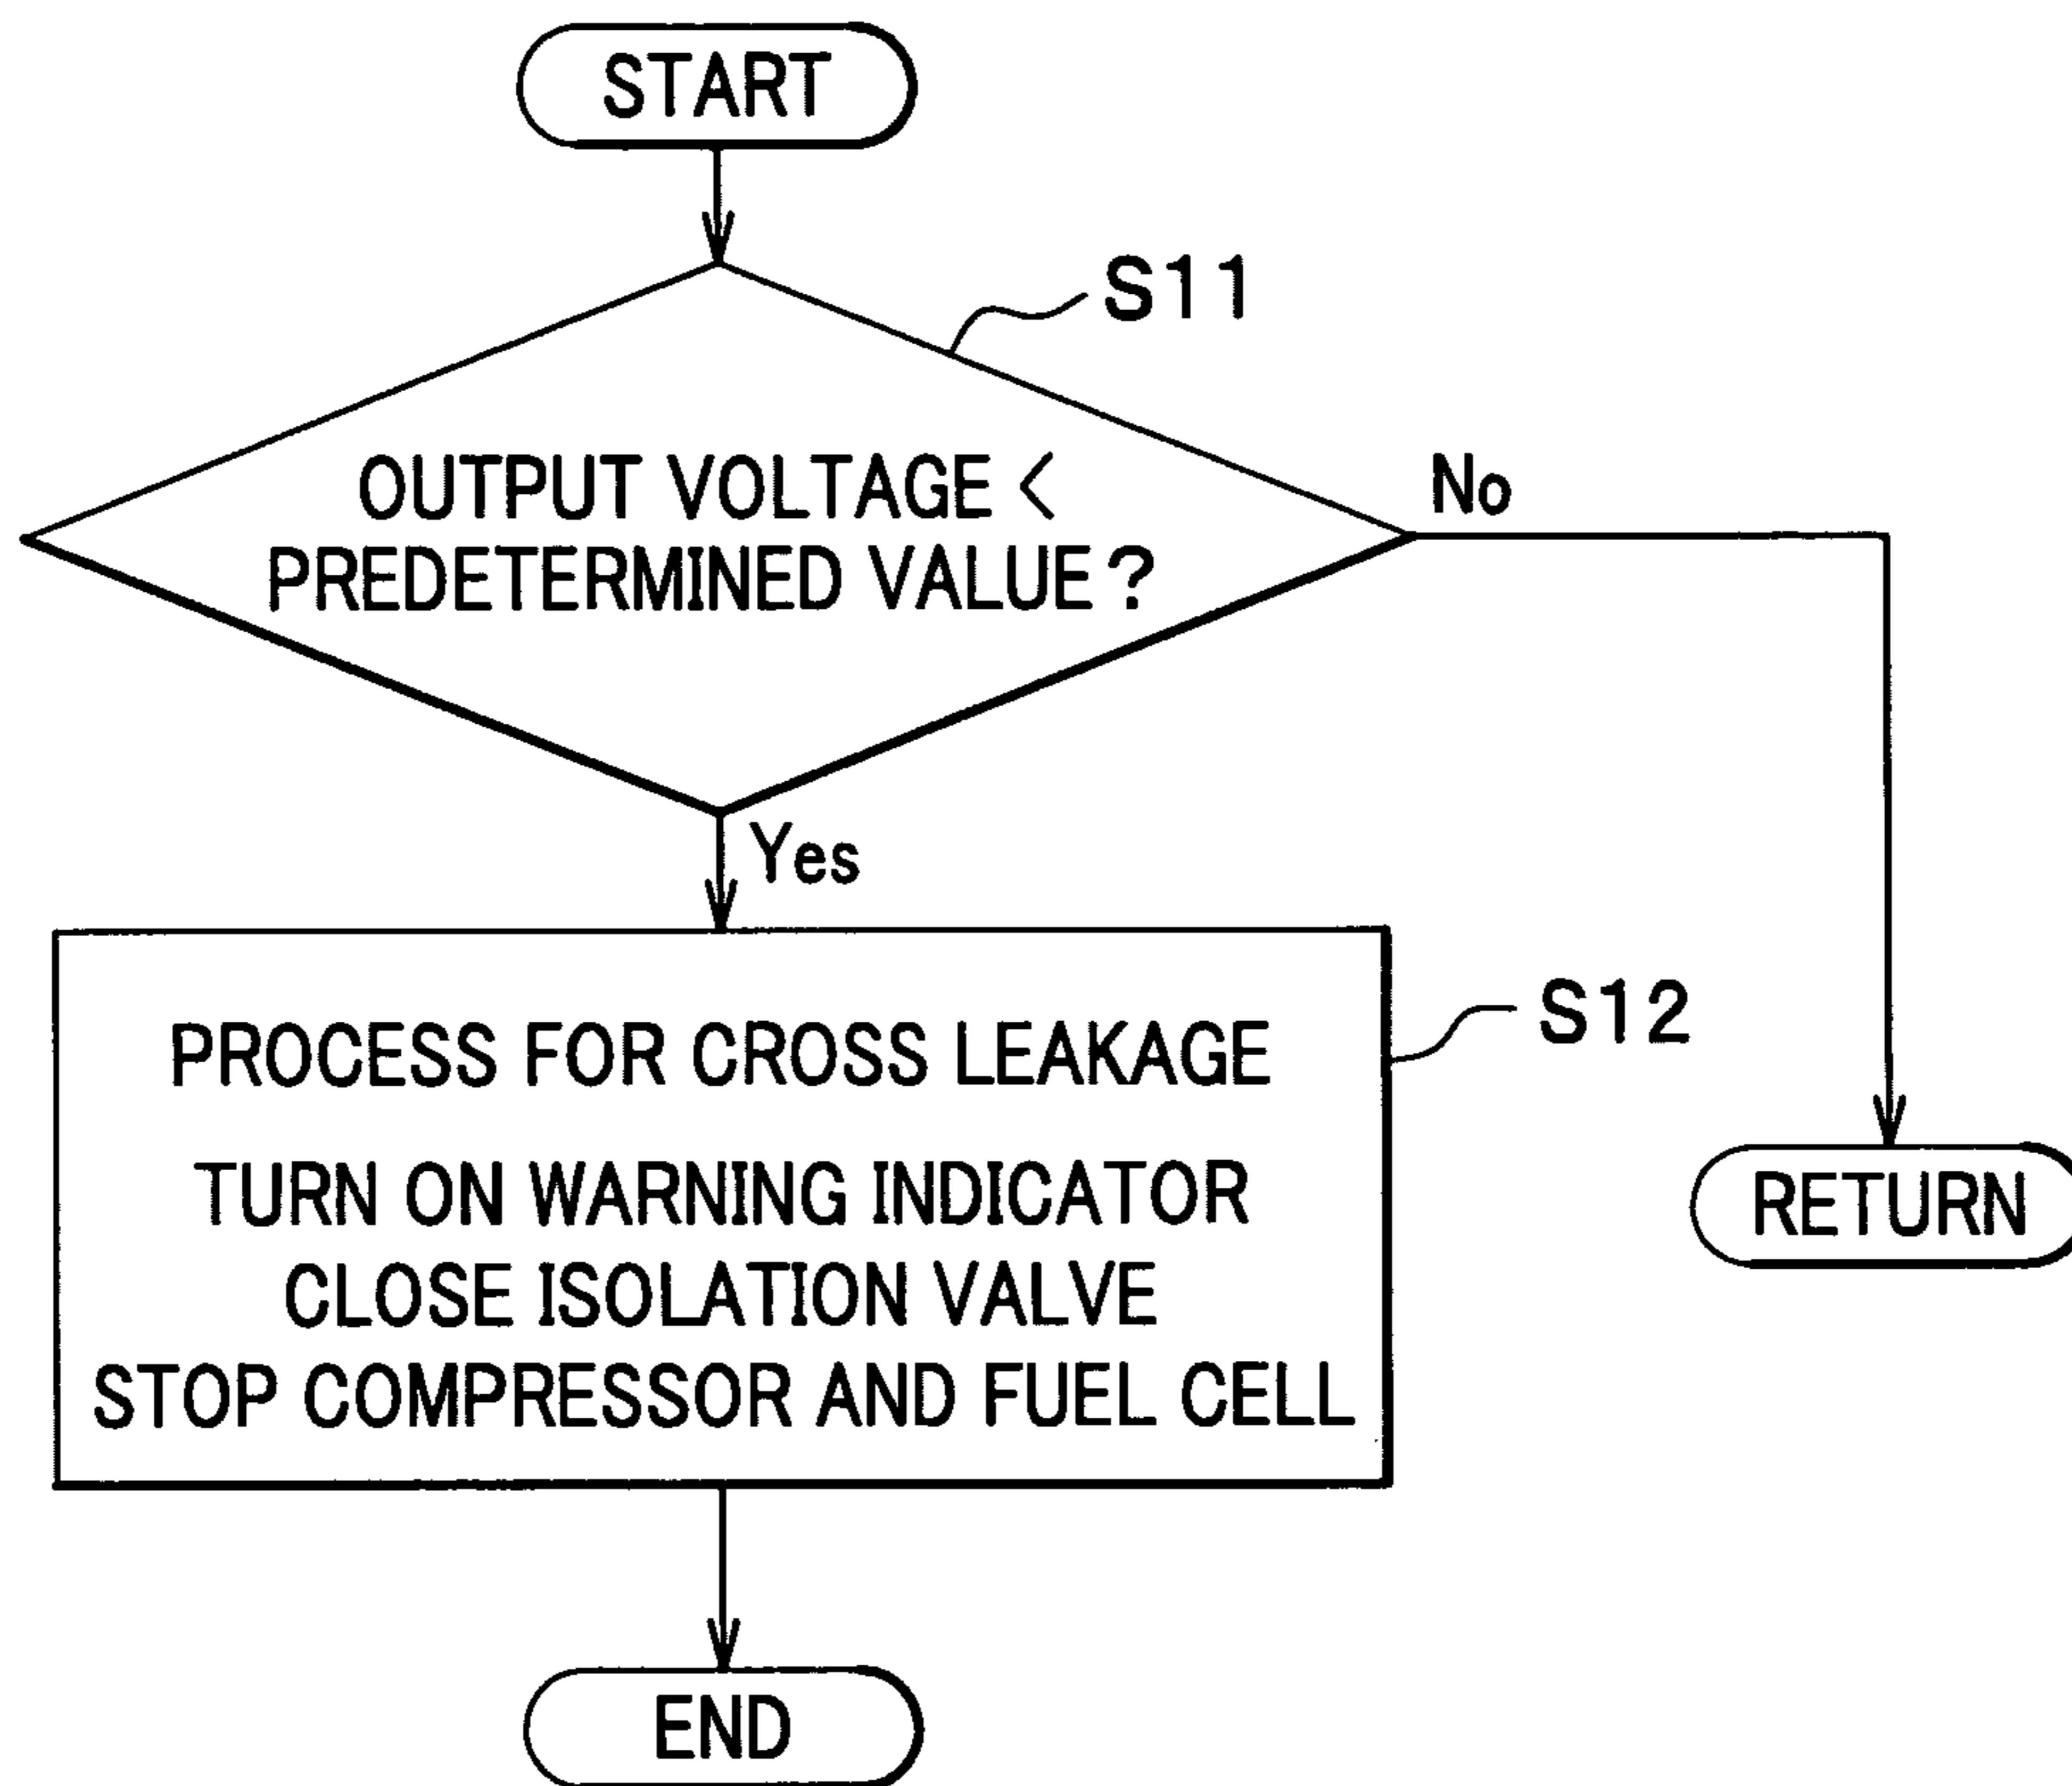 START
S11
OUTPUT VOLTAGE <
PREDETERMINED VALUE?
No
Yes
PROCESS FOR CROSS LEAKAGE
S12
TURN ON WARNING INDICATOR
CLOSE ISOLATION VALVE
STOP COMPRESSOR AND FUEL CELL
RETURN
END